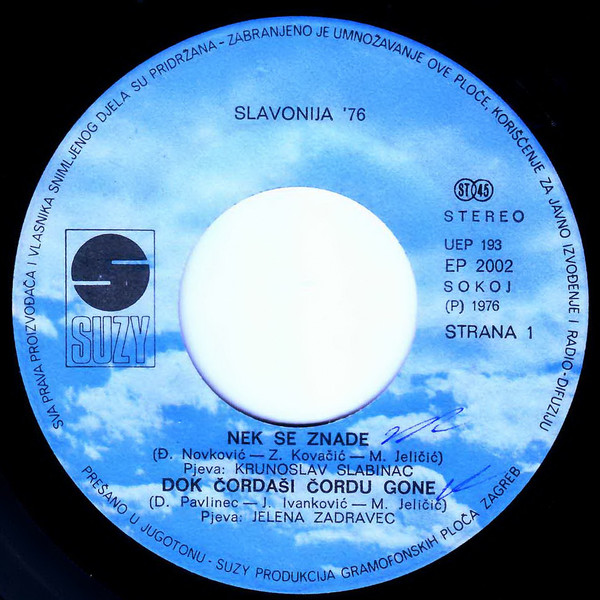 SVA PRAVA PROIZVOĐAČA I VLASNIKA SNIMLJENOG DJELA SU PRIDRŽANA - ZABRANJENO JE UMNOŽAVANJE OVE PLOČE, KORIŠĆENJE ZA JAVNO IZVOĐENJE I RADIO-DIFUZIJU
SLAVONIJA '76
ST 45
STEREO
UEP 193
EP 2002
SOKOJ
(P) 1976
STRANA 1
SUZY
NEK SE ZNADE
(Đ. Novković — Z. Kovačić — M. Jeličić)
Pjeva: KRUNOSLAV SLABINAC
DOK ČORDAŠI ČORDU GONE
(D. Pavlinec — J. Ivanković — M. Jeličić)
Pjeva: JELENA ZADRAVEC
PREŠANO U JUGOTONU - SUZY PRODUKCIJA GRAMOFONSKIH PLOČA ZAGREB